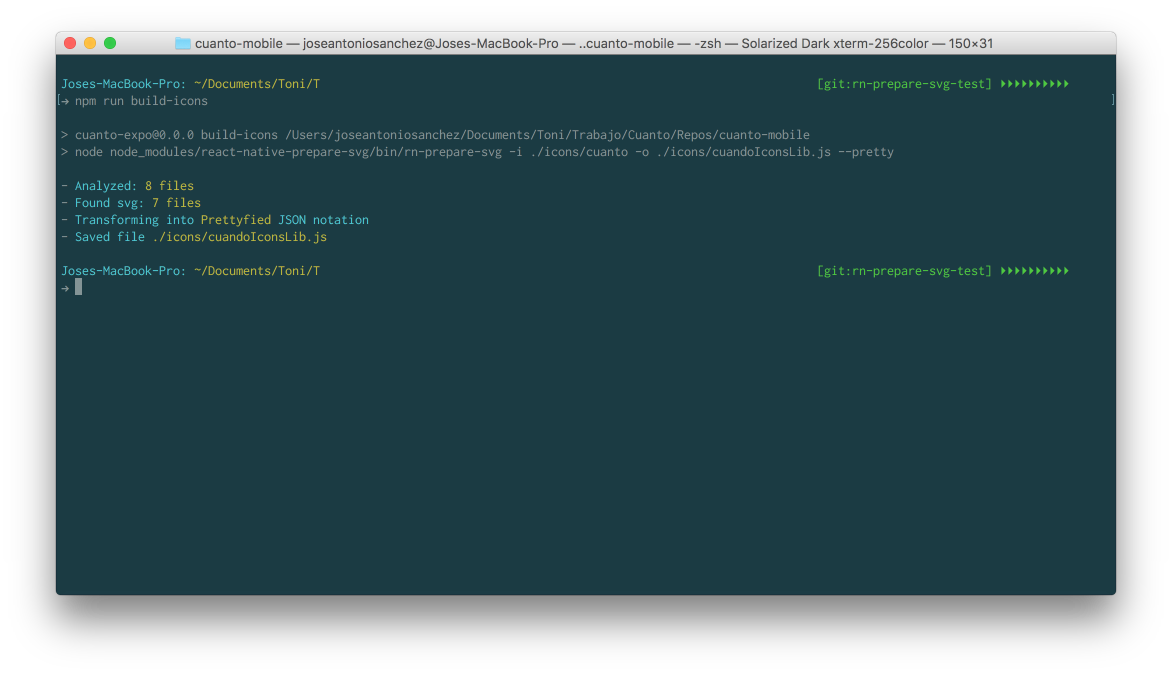 cuanto-mobile — joseantoniosanchez@Joses-MacBook-Pro — ..cuanto-mobile — -zsh — Solarized Dark xterm-256color — 150×31
Joses-MacBook-Pro: ~/Documents/Toni/T [git:rn-prepare-svg-test] ▶▶▶▶▶▶▶▶▶▶
[→ npm run build-icons ]
> cuanto-expo@0.0.0 build-icons /Users/joseantoniosanchez/Documents/Toni/Trabajo/Cuanto/Repos/cuanto-mobile
> node node_modules/react-native-prepare-svg/bin/rn-prepare-svg -i ./icons/cuanto -o ./icons/cuandoIconsLib.js --pretty
- Analyzed: 8 files
- Found svg: 7 files
- Transforming into Prettyfied JSON notation
- Saved file ./icons/cuandoIconsLib.js
Joses-MacBook-Pro: ~/Documents/Toni/T [git:rn-prepare-svg-test] ▶▶▶▶▶▶▶▶▶▶
→